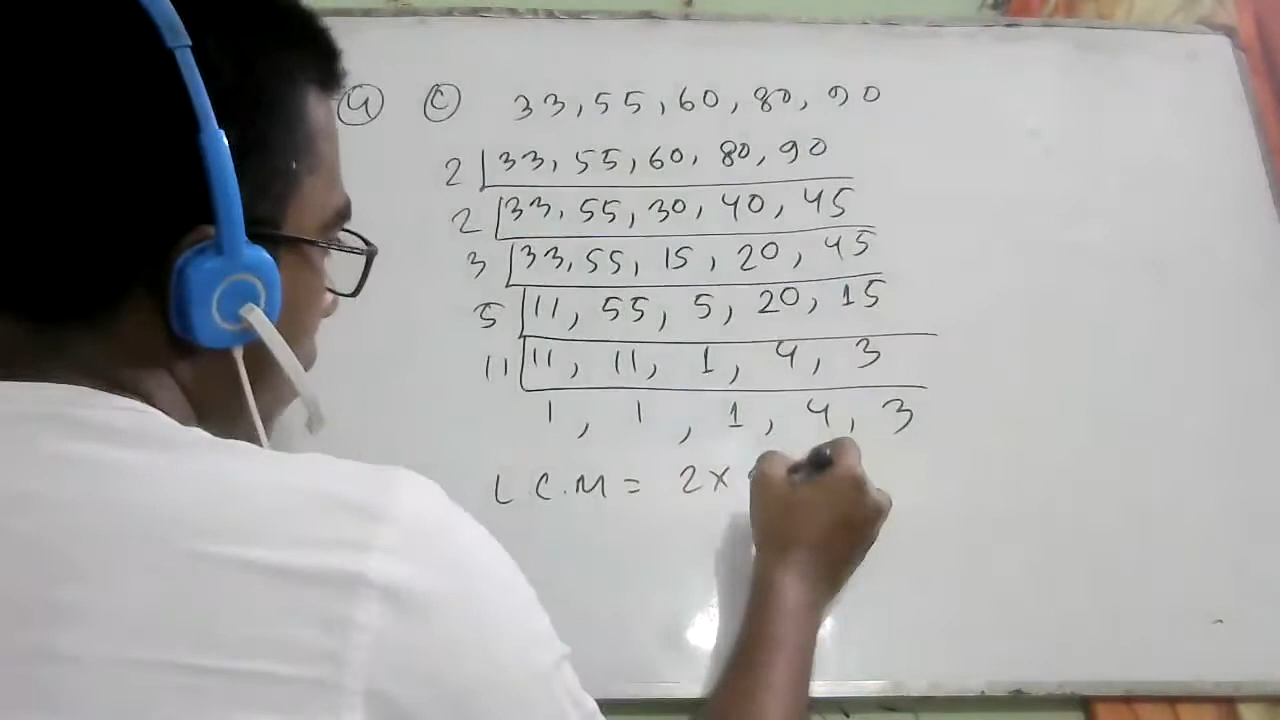 4 C 33, 55, 60, 80, 90
2 | 33, 55, 60, 80, 90
2 | 33, 55, 30, 40, 45
3 | 33, 55, 15, 20, 45
5 | 11, 55, 5, 20, 15
11 | 11, 11, 1, 4, 3
1, 1, 1, 4, 3
L C.M = 2 x